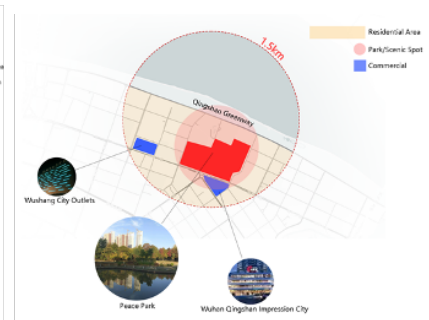 Residential Area
Park/Scenic Spot
Commercial
1.5km
Qingshan Greenway
Wushang City Outlets
Peace Park
Wuhan Qingshan Impression City